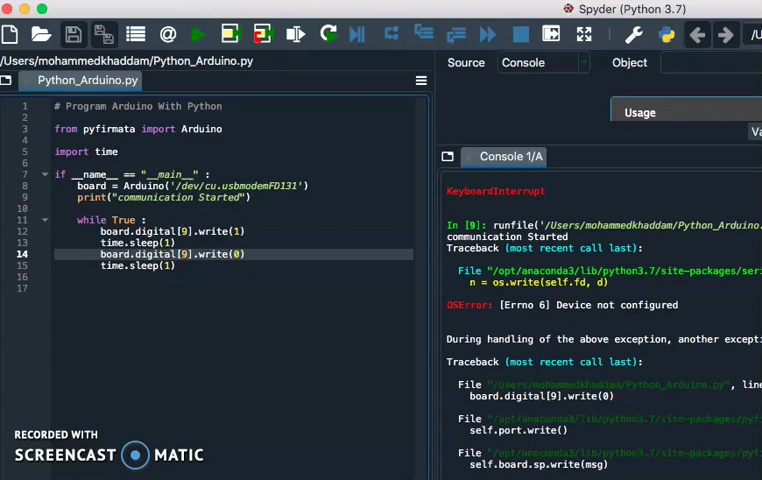 Spyder (Python 3.7)
/Users/mohammedkhaddam/Python_Arduino.py
Python_Arduino.py
1 # Program Arduino With Python
2
3 from pyfirmata import Arduino
4
5 import time
6
7 if __name__ == "__main__" :
8 board = Arduino('/dev/cu.usbmodemFD131')
9 print("communication Started")
10
11 while True :
12 board.digital[9].write(1)
13 time.sleep(1)
14 board.digital[9].write(0)
15 time.sleep(1)
16
17
RECORDED WITH
SCREENCAST MATIC
/U
Source Console Object
Usage
Va
Console 1/A
KeyboardInterrupt
In [9]: runfile('/Users/mohammedkhaddam/Python_Arduino.
communication Started
Traceback (most recent call last):
File "/opt/anaconda3/lib/python3.7/site-packages/seri
n = os.write(self.fd, d)
OSError: [Errno 6] Device not configured
During handling of the above exception, another excepti
Traceback (most recent call last):
File "/Users/mohammedkhaddam/Python_Arduino.py", line
board.digital[9].write(0)
File "/opt/anaconda3/lib/python3.7/site-packages/pyf
self.port.write()
File "/opt/anaconda3/lib/python3.7/site-packages/pyfi
self.board.sp.write(msg)